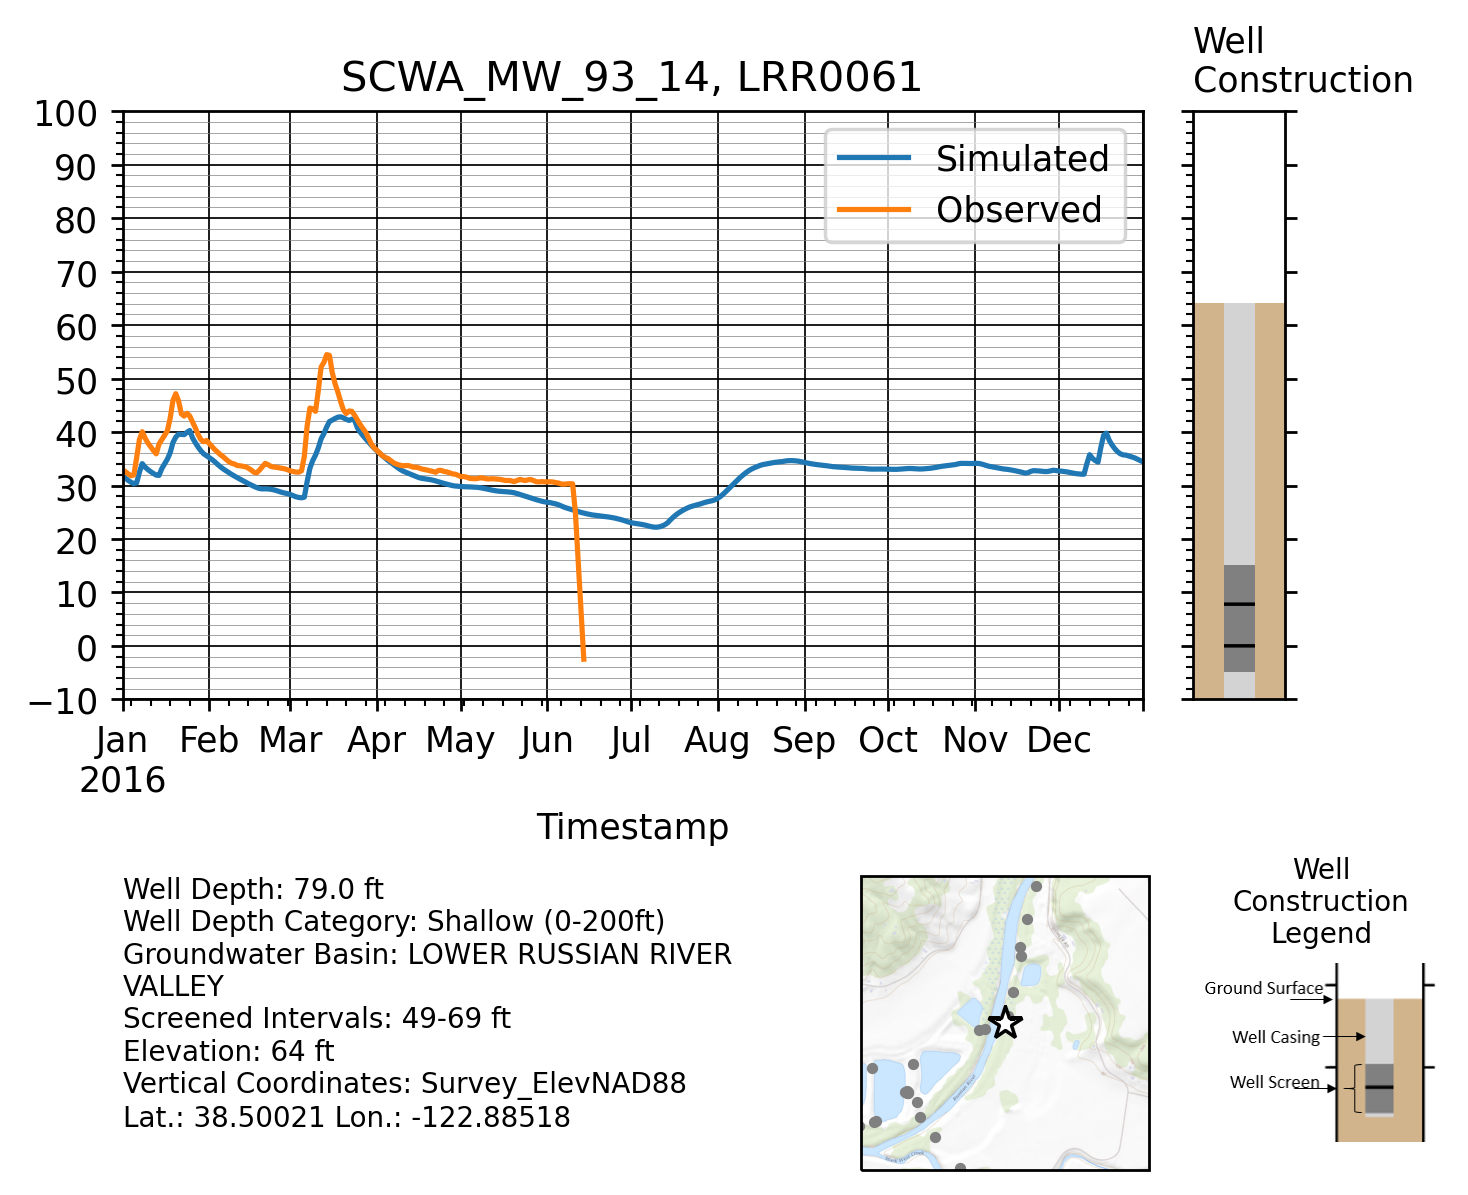 Well
Construction
SCWA_MW_93_14, LRR0061
100
90
80
70
60
50
40
30
20
10
0
−10
Simulated
Observed
Jan Feb Mar Apr May Jun Jul Aug Sep Oct Nov Dec
2016
Timestamp
Well Depth: 79.0 ft
Well Depth Category: Shallow (0-200ft)
Groundwater Basin: LOWER RUSSIAN RIVER
VALLEY
Screened Intervals: 49-69 ft
Elevation: 64 ft
Vertical Coordinates: Survey_ElevNAD88
Lat.: 38.50021 Lon.: -122.88518
Well
Construction
Legend
Ground Surface
Well Casing
Well Screen